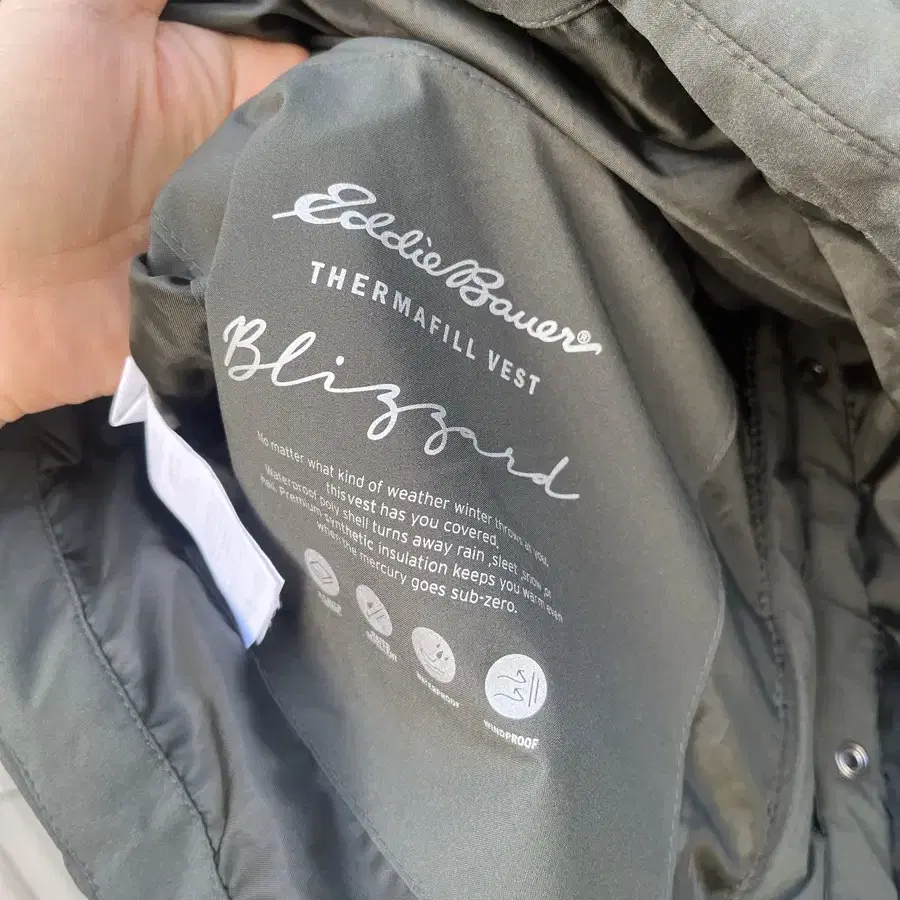 Eddie Bauer®
THERMAFILL VEST
Blizzard
No matter what kind of weather winter throws at you,
this vest has you covered,
Waterproof poly shell turns away rain ,sleet ,snow ,or
hail. Premium synthetic insulation keeps you warm even
when the mercury goes sub-zero.
WATERPROOF
WINDPROOF